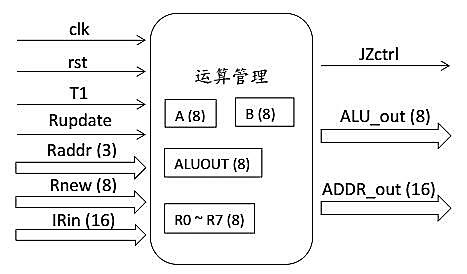 clk
rst
T1
Rupdate
Raddr (3)
Rnew (8)
IRin (16)
运算管理
A (8)
B (8)
ALUOUT (8)
R0 ~ R7 (8)
JZctrl
ALU_out (8)
ADDR_out (16)